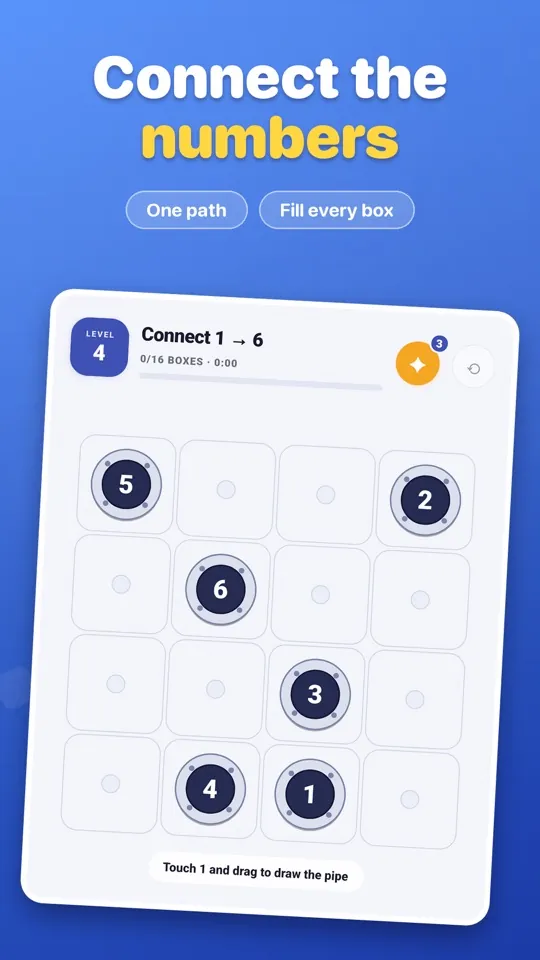 Connect the
numbers
One path
Fill every box
LEVEL
4
Connect 1 → 6
0/16 BOXES · 0:00
3
5
2
6
3
4
1
Touch 1 and drag to draw the pipe